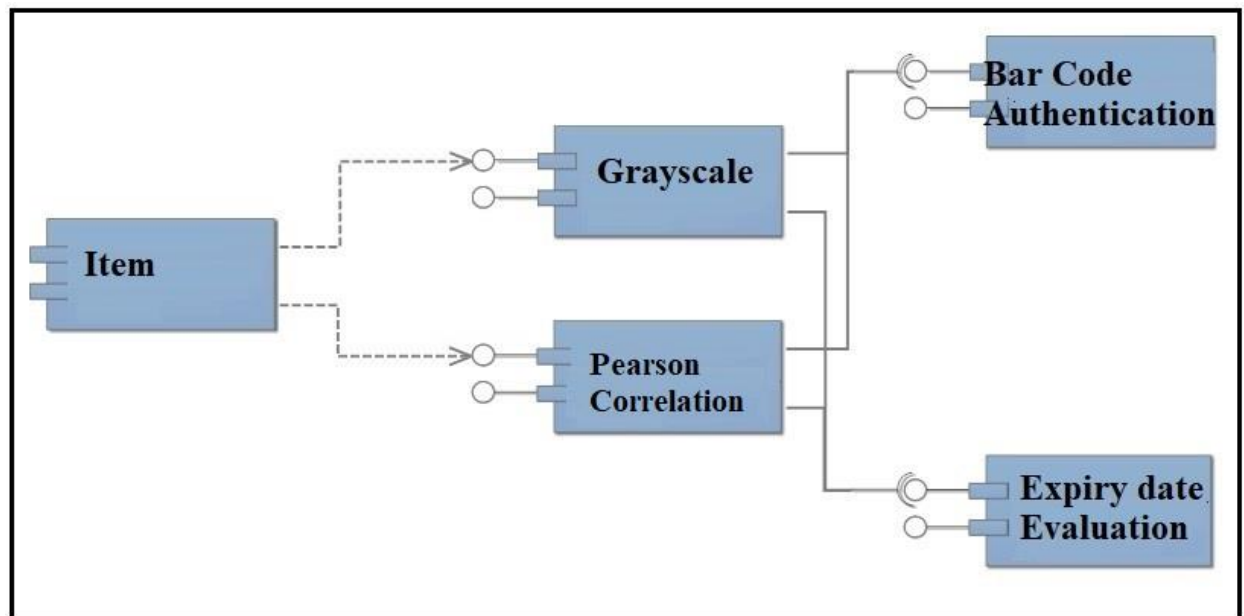 Item
Grayscale
Pearson
Correlation
Bar Code
Authentication
Expiry date
Evaluation